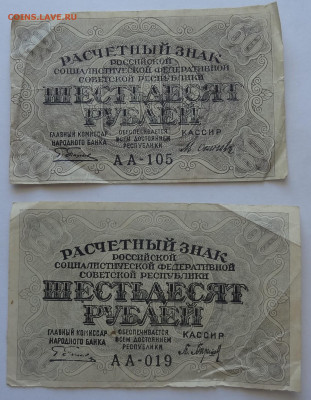 COINS.LAVE.RU
РАСЧЕТНЫЙ ЗНАК
РОССИЙСКОЙ
СОЦИАЛИСТИЧЕСКОЙ ФЕДЕРАТИВНОЙ
СОВЕТСКОЙ РЕСПУБЛИКИ
60
ШЕСТЬДЕСЯТ
РУБЛЕЙ
ГЛАВНЫЙ КОМИССАР
НАРОДНОГО БАНКА
ОБЕСПЕЧИВАЕТСЯ
ВСЕМ ДОСТОЯНИЕМ
РЕСПУБЛИКИ
КАССИР
АА-105
РАСЧЕТНЫЙ ЗНАК
РОССИЙСКОЙ
СОЦИАЛИСТИЧЕСКОЙ ФЕДЕРАТИВНОЙ
СОВЕТСКОЙ РЕСПУБЛИКИ
ШЕСТЬДЕСЯТ
РУБЛЕЙ
ГЛАВНЫЙ КОМИССАР
НАРОДНОГО БАНКА
ОБЕСПЕЧИВАЕТСЯ
ВСЕМ ДОСТОЯНИЕМ
РЕСПУБЛИКИ
КАССИР
АА-019